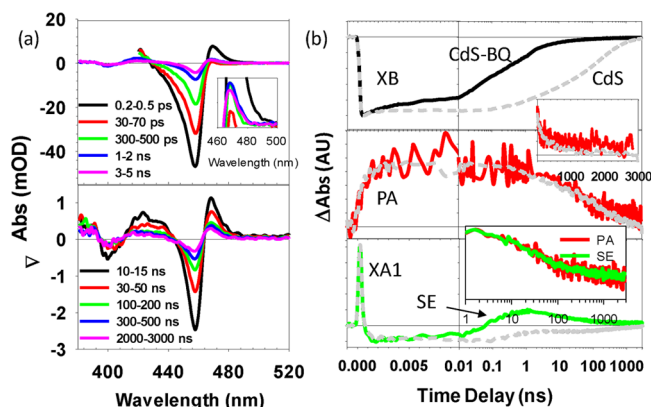 (a)
20
0
-20
-40
-60
0.2-0.5 ps
30-70 ps
300-500 ps
1-2 ns
3-5 ns
460 480 500
Wavelength (nm)
∇ Abs (mOD)
1
0
-1
-2
-3
10-15 ns
30-50 ns
100-200 ns
300-500 ns
2000-3000 ns
400 440 480 520
Wavelength (nm)
(b)
ΔAbs (AU)
XB
CdS-BQ
CdS
PA
1000 2000 3000
XA1
SE
PA
SE
1 10 100 1000
0.000 0.005 0.01 0.1 1 10 100 1000
Time Delay (ns)